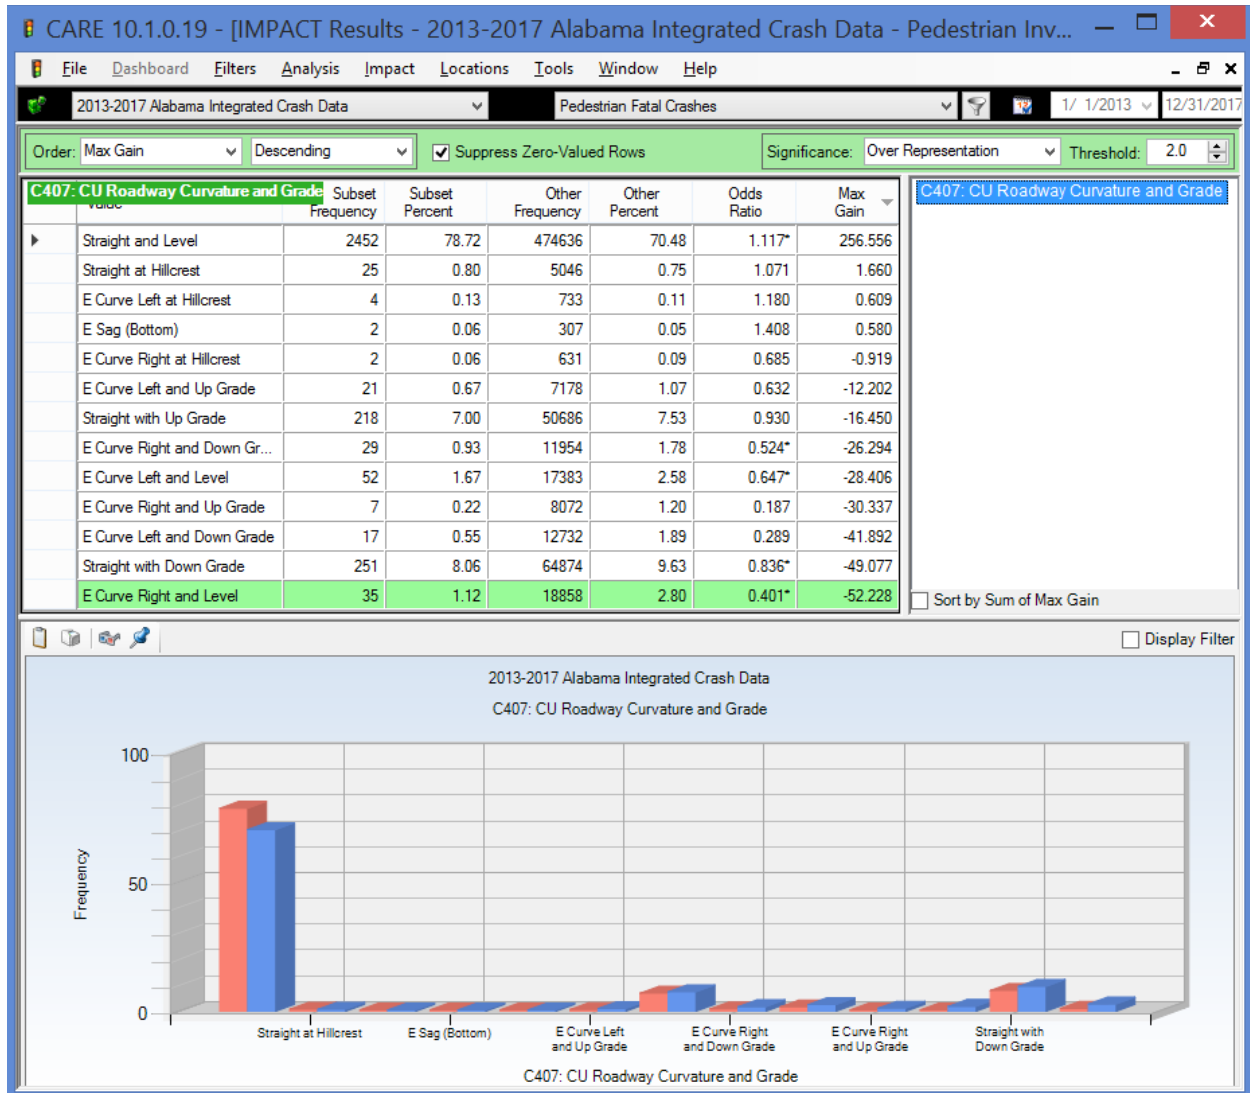 CARE 10.1.0.19 - [IMPACT Results - 2013-2017 Alabama Integrated Crash Data - Pedestrian Inv...
File Dashboard Filters Analysis Impact Locations Tools Window Help
2013-2017 Alabama Integrated Crash Data Pedestrian Fatal Crashes 1/ 1/2013 12/31/2017
Order: Max Gain Descending Suppress Zero-Valued Rows Significance: Over Representation Threshold: 2.0
C407: CU Roadway Curvature and Grade
Value Subset Frequency Subset Percent Other Frequency Other Percent Odds Ratio Max Gain
Straight and Level 2452 78.72 474636 70.48 1.117* 256.556
Straight at Hillcrest 25 0.80 5046 0.75 1.071 1.660
E Curve Left at Hillcrest 4 0.13 733 0.11 1.180 0.609
E Sag (Bottom) 2 0.06 307 0.05 1.408 0.580
E Curve Right at Hillcrest 2 0.06 631 0.09 0.685 -0.919
E Curve Left and Up Grade 21 0.67 7178 1.07 0.632 -12.202
Straight with Up Grade 218 7.00 50686 7.53 0.930 -16.450
E Curve Right and Down Gr... 29 0.93 11954 1.78 0.524* -26.294
E Curve Left and Level 52 1.67 17383 2.58 0.647* -28.406
E Curve Right and Up Grade 7 0.22 8072 1.20 0.187 -30.337
E Curve Left and Down Grade 17 0.55 12732 1.89 0.289 -41.892
Straight with Down Grade 251 8.06 64874 9.63 0.836* -49.077
E Curve Right and Level 35 1.12 18858 2.80 0.401* -52.228
C407: CU Roadway Curvature and Grade
Sort by Sum of Max Gain
Display Filter
2013-2017 Alabama Integrated Crash Data
C407: CU Roadway Curvature and Grade
100
50
0
Frequency
Straight at Hillcrest
E Sag (Bottom)
E Curve Left
and Up Grade
E Curve Right
and Down Grade
E Curve Right
and Up Grade
Straight with
Down Grade
C407: CU Roadway Curvature and Grade